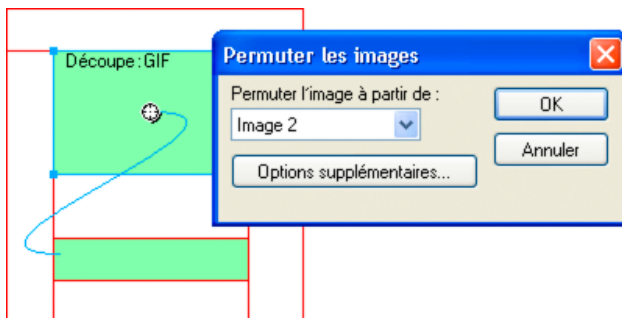 Découpe : GIF
Permuter les images
Permuter l'image à partir de :
Image 2
OK
Annuler
Options supplémentaires...